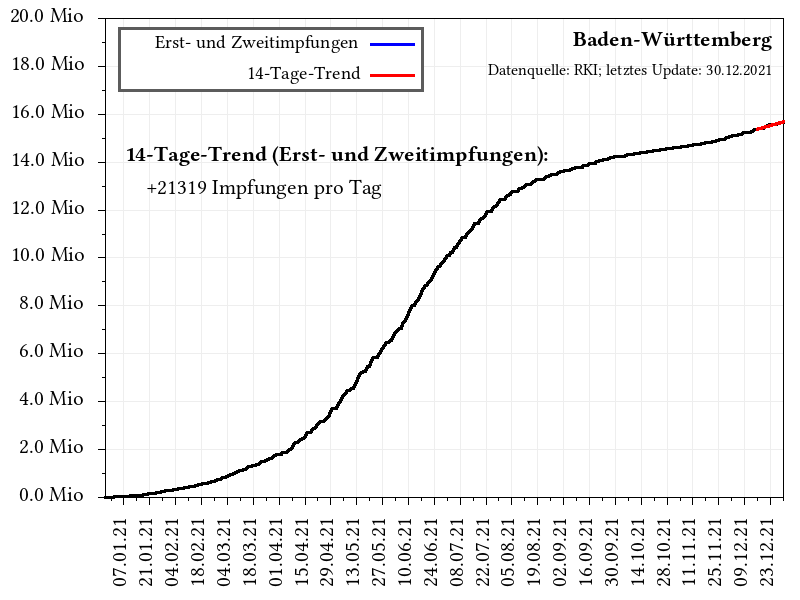 20.0 Mio
18.0 Mio
16.0 Mio
14.0 Mio
12.0 Mio
10.0 Mio
8.0 Mio
6.0 Mio
4.0 Mio
2.0 Mio
0.0 Mio
Erst- und Zweitimpfungen
14-Tage-Trend
Baden-Württemberg
Datenquelle: RKI; letztes Update: 30.12.2021
14-Tage-Trend (Erst- und Zweitimpfungen):
+21319 Impfungen pro Tag
07.01.21
21.01.21
04.02.21
18.02.21
04.03.21
18.03.21
01.04.21
15.04.21
29.04.21
13.05.21
27.05.21
10.06.21
24.06.21
08.07.21
22.07.21
05.08.21
19.08.21
02.09.21
16.09.21
30.09.21
14.10.21
28.10.21
11.11.21
25.11.21
09.12.21
23.12.21